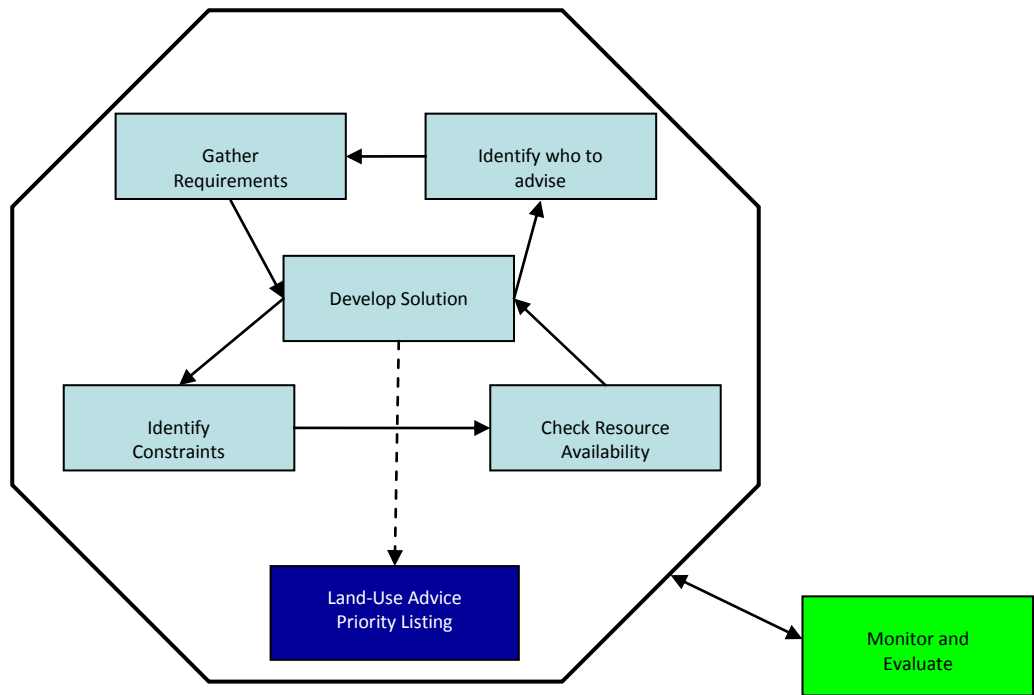 Gather
Requirements
Identify who to
advise
Develop Solution
Identify
Constraints
Check Resource
Availability
Land-Use Advice
Priority Listing
Monitor and
Evaluate